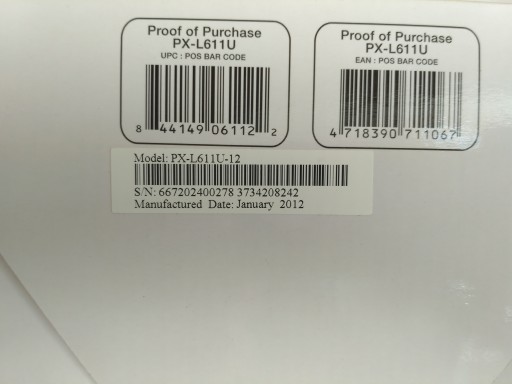 Proof of Purchase
PX-L611U
UPC : POS BAR CODE
8 44149 06112 2
Proof of Purchase
PX-L611U
EAN : POS BAR CODE
4 718390 711067
Model: PX-L611U-12
S/N: 667202400278 3734208242
Manufactured Date: January 2012